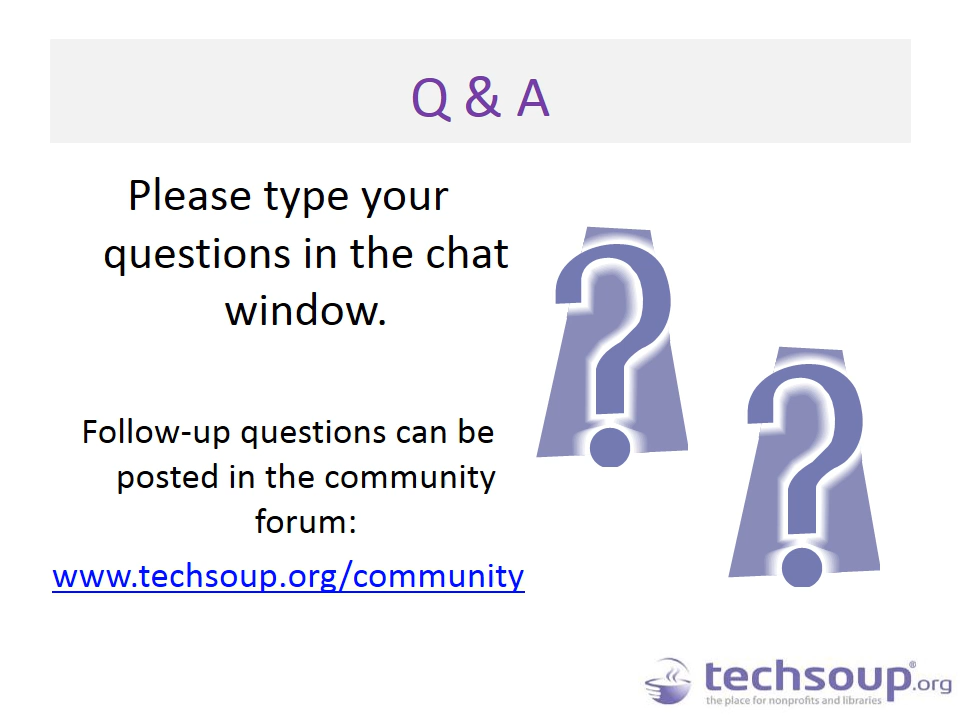 Q & A
Please type your
questions in the chat
window.
Follow-up questions can be
posted in the community
forum:
www.techsoup.org/community
techsoup®.org
the place for nonprofits and libraries